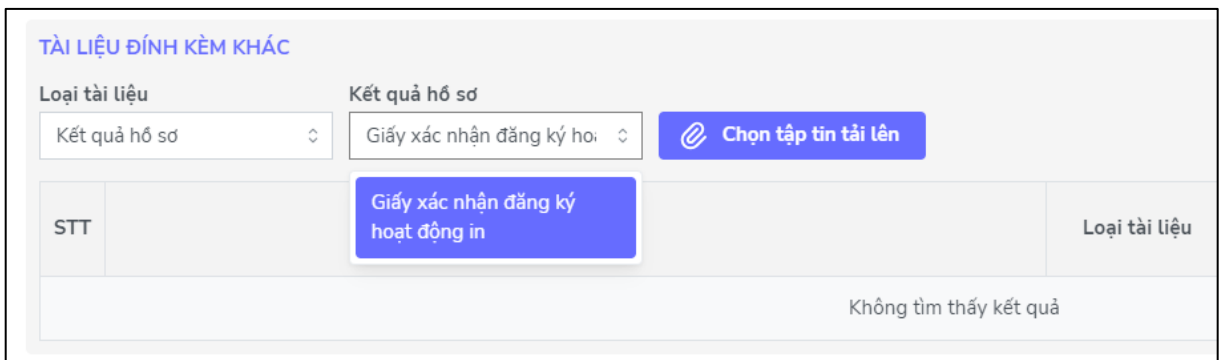 TÀI LIỆU ĐÍNH KÈM KHÁC
Loại tài liệu Kết quả hồ sơ
Kết quả hồ sơ Giấy xác nhận đăng ký hoạ Chọn tập tin tải lên
Giấy xác nhận đăng ký
hoạt động in
STT Loại tài liệu
Không tìm thấy kết quả